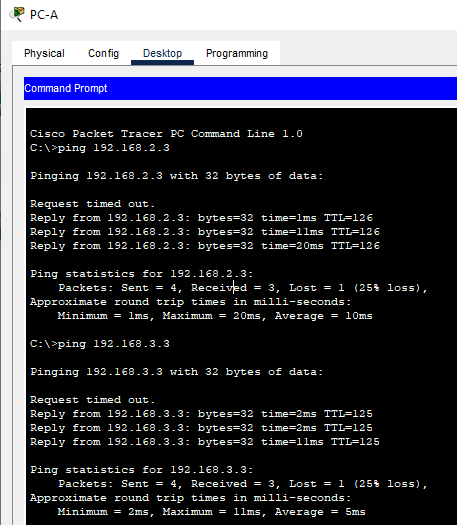 PC-A
Physical Config Desktop Programming
Command Prompt
Cisco Packet Tracer PC Command Line 1.0
C:\>ping 192.168.2.3
Pinging 192.168.2.3 with 32 bytes of data:
Request timed out.
Reply from 192.168.2.3: bytes=32 time=1ms TTL=126
Reply from 192.168.2.3: bytes=32 time=11ms TTL=126
Reply from 192.168.2.3: bytes=32 time=20ms TTL=126
Ping statistics for 192.168.2.3:
Packets: Sent = 4, Received = 3, Lost = 1 (25% loss),
Approximate round trip times in milli-seconds:
Minimum = 1ms, Maximum = 20ms, Average = 10ms
C:\>ping 192.168.3.3
Pinging 192.168.3.3 with 32 bytes of data:
Request timed out.
Reply from 192.168.3.3: bytes=32 time=2ms TTL=125
Reply from 192.168.3.3: bytes=32 time=2ms TTL=125
Reply from 192.168.3.3: bytes=32 time=11ms TTL=125
Ping statistics for 192.168.3.3:
Packets: Sent = 4, Received = 3, Lost = 1 (25% loss),
Approximate round trip times in milli-seconds:
Minimum = 2ms, Maximum = 11ms, Average = 5ms